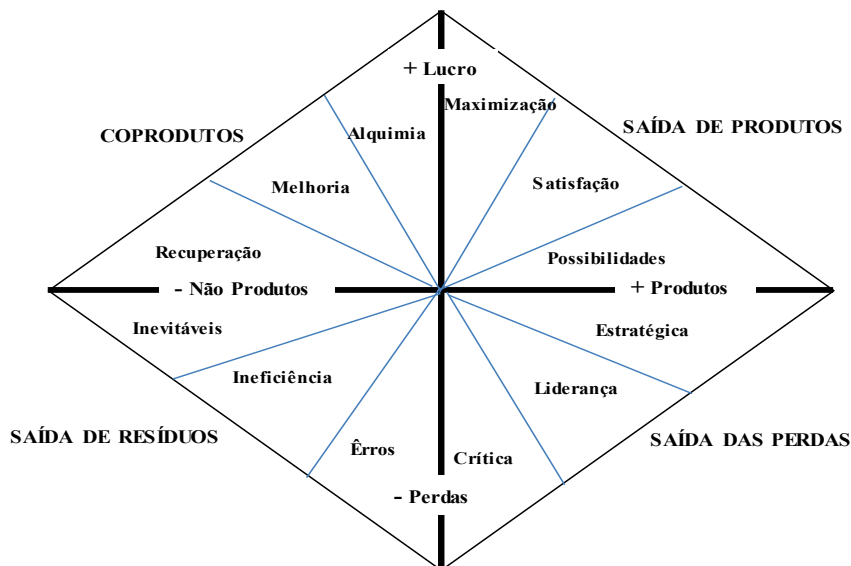 + Lucro
Maximização
COPRODUTOS
Alquimia
SAÍDA DE PRODUTOS
Melhoria
Satisfação
Recuperação
Possibilidades
- Não Produtos
+ Produtos
Inevitáveis
Estratégica
Ineficiência
Liderança
SAÍDA DE RESÍDUOS
Êrros
Crítica
SAÍDA DAS PERDAS
- Perdas